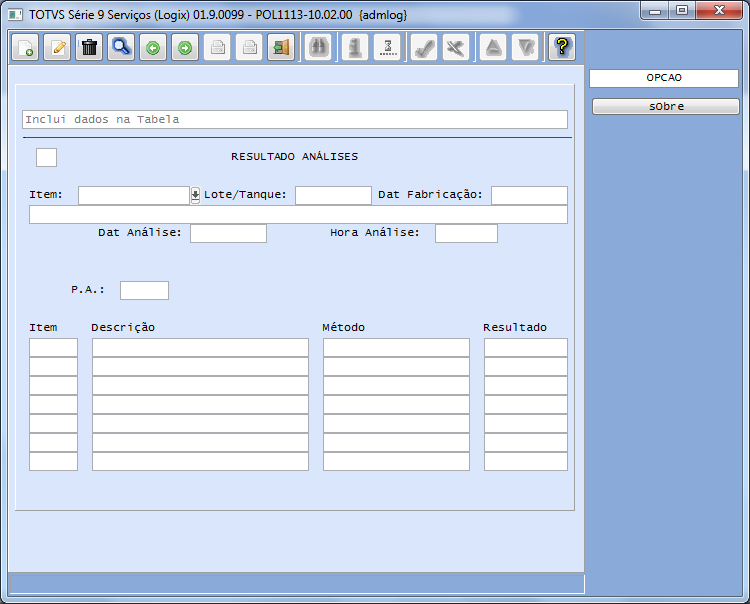 TOTVS Série 9 Serviços (Logix) 01.9.0099 - POL1113-10.02.00 {admlog}
OPCAO
sObre
Inclui dados na Tabela
RESULTADO ANÁLISES
Item: Lote/Tanque: Dat Fabricação:
Dat Análise: Hora Análise:
P.A.:
Item Descrição Método Resultado